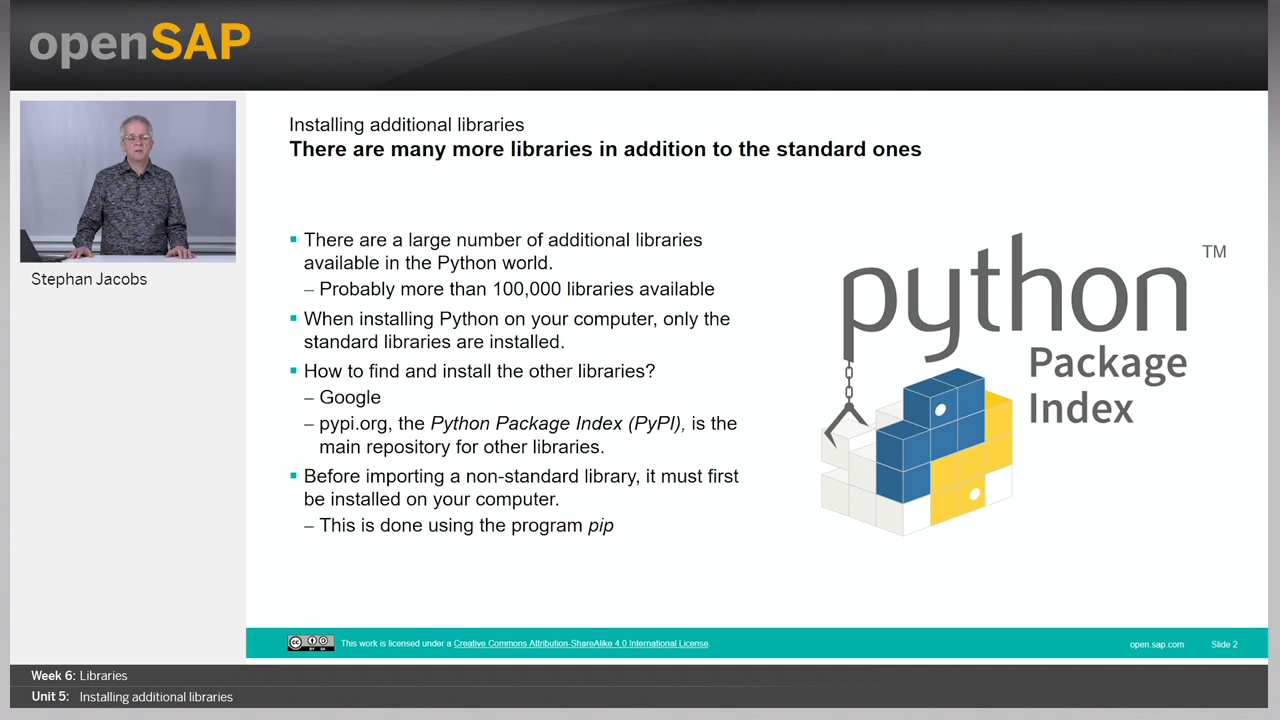 openSAP
Stephan Jacobs
Installing additional libraries
There are many more libraries in addition to the standard ones
▪ There are a large number of additional libraries
available in the Python world.
– Probably more than 100,000 libraries available
▪ When installing Python on your computer, only the
standard libraries are installed.
▪ How to find and install the other libraries?
– Google
– pypi.org, the Python Package Index (PyPI), is the
main repository for other libraries.
▪ Before importing a non-standard library, it must first
be installed on your computer.
– This is done using the program pip
python TM
Package
Index
cc BY SA
This work is licensed under a Creative Commons Attribution-ShareAlike 4.0 International License.
open.sap.com Slide 2
Week 6: Libraries
Unit 5: Installing additional libraries